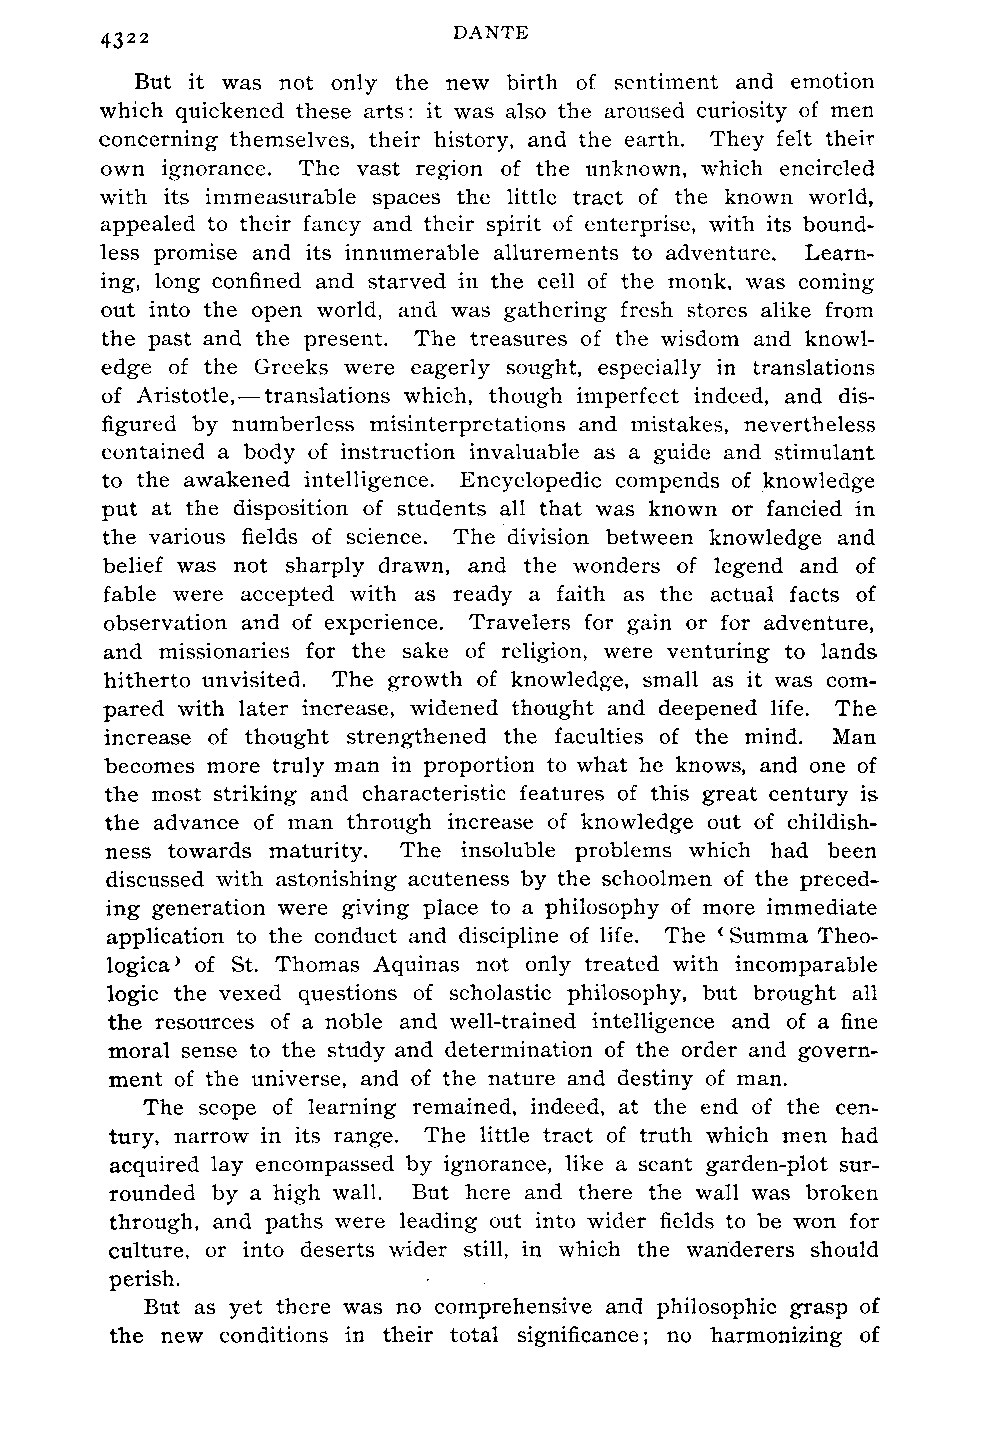 4322
DANTE
But it was not only the new birth of sentiment and emotion
which quickened these arts: it was also the aroused curiosity of men
concerning themselves, their history, and the earth. They felt their
own ignorance. The vast region of the unknown, which encircled
with its immeasurable spaces the little tract of the known world,
appealed to their fancy and their spirit of enterprise, with its bound-
less promise and its innumerable allurements to adventure. Learn-
ing, long confined and starved in the cell of the monk, was coming
out into the open world, and was gathering fresh stores alike from
the past and the present. The treasures of the wisdom and knowl-
edge of the Greeks were eagerly sought, especially in translations
of Aristotle,—translations which, though imperfect indeed, and dis-
figured by numberless misinterpretations and mistakes, nevertheless
contained a body of instruction invaluable as a guide and stimulant
to the awakened intelligence. Encyclopedic compends of knowledge
put at the disposition of students all that was known or fancied in
the various fields of science. The division between knowledge and
belief was not sharply drawn, and the wonders of legend and of
fable were accepted with as ready a faith as the actual facts of
observation and of experience. Travelers for gain or for adventure,
and missionaries for the sake of religion, were venturing to lands
hitherto unvisited. The growth of knowledge, small as it was com-
pared with later increase, widened thought and deepened life. The
increase of thought strengthened the faculties of the mind. Man
becomes more truly man in proportion to what he knows, and one of
the most striking and characteristic features of this great century is
the advance of man through increase of knowledge out of childish-
ness towards maturity. The insoluble problems which had been
discussed with astonishing acuteness by the schoolmen of the preced-
ing generation were giving place to a philosophy of more immediate
application to the conduct and discipline of life. The ‘Summa Theo-
logica’ of St. Thomas Aquinas not only treated with incomparable
logic the vexed questions of scholastic philosophy, but brought all
the resources of a noble and well-trained intelligence and of a fine
moral sense to the study and determination of the order and govern-
ment of the universe, and of the nature and destiny of man.
The scope of learning remained, indeed, at the end of the cen-
tury, narrow in its range. The little tract of truth which men had
acquired lay encompassed by ignorance, like a scant garden-plot sur-
rounded by a high wall. But here and there the wall was broken
through, and paths were leading out into wider fields to be won for
culture, or into deserts wider still, in which the wanderers should
perish.
But as yet there was no comprehensive and philosophic grasp of
the new conditions in their total significance; no harmonizing of